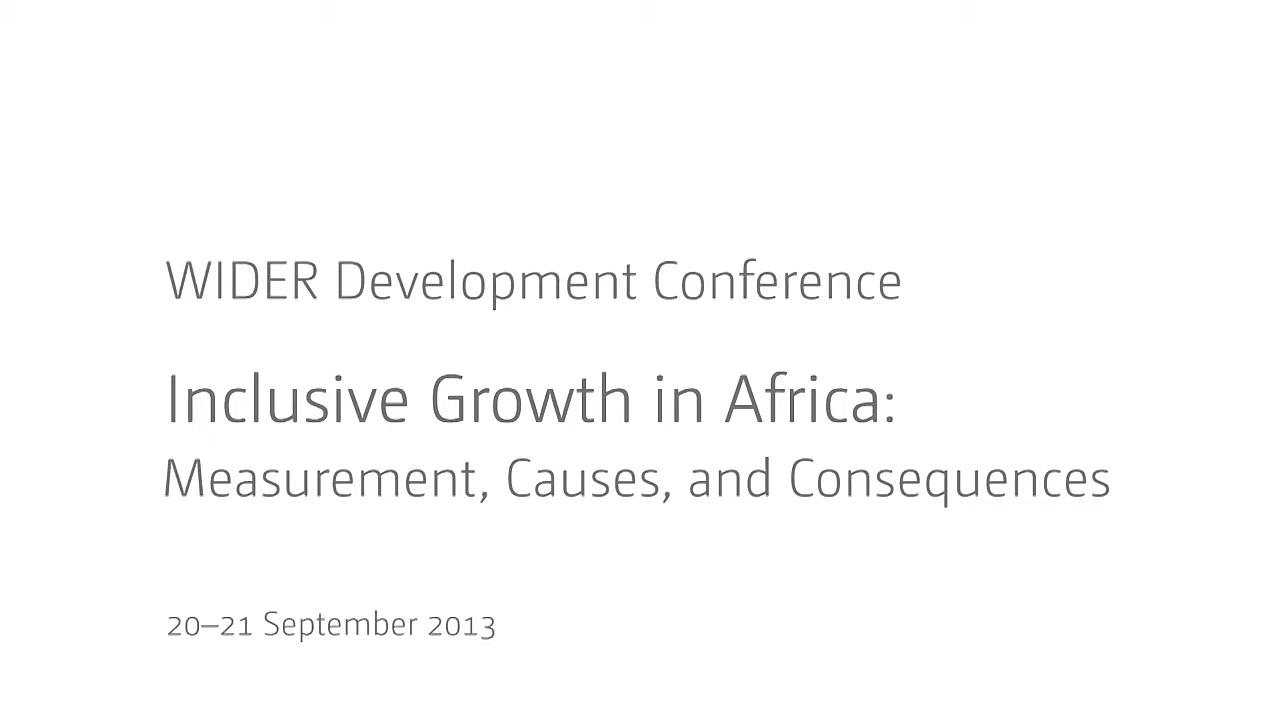 WIDER Development Conference
Inclusive Growth in Africa:
Measurement, Causes, and Consequences
20–21 September 2013